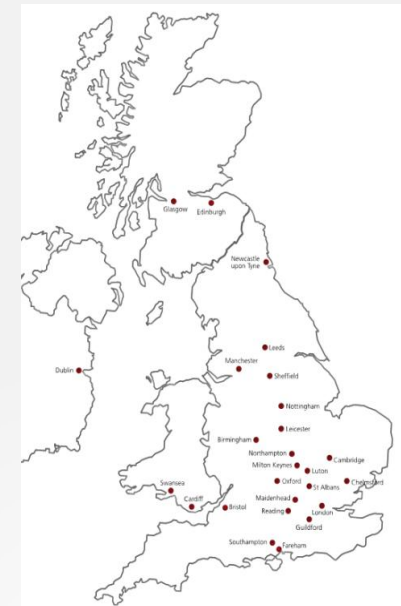 Glasgow
Edinburgh
Newcastle
upon Tyne
Leeds
Manchester
Dublin
Sheffield
Nottingham
Leicester
Birmingham
Northampton
Cambridge
Milton Keynes
Luton
Oxford
St Albans
Chelmsford
Swansea
Cardiff
Bristol
Maidenhead
Reading
London
Guildford
Southampton
Fareham